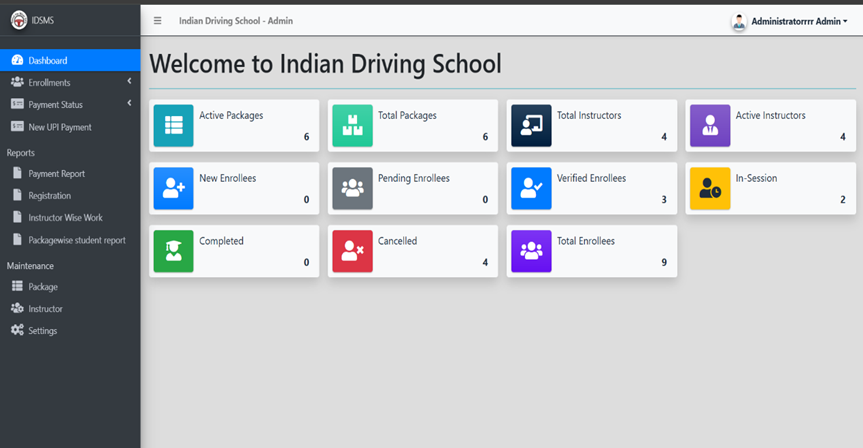 IDSMS
Indian Driving School - Admin
Administratorrrr Admin
Dashboard
Enrollments
Payment Status
New UPI Payment
Reports
Payment Report
Registration
Instructor Wise Work
Packagewise student report
Maintenance
Package
Instructor
Settings
Welcome to Indian Driving School
Active Packages
6
Total Packages
6
Total Instructors
4
Active Instructors
4
New Enrollees
0
Pending Enrollees
0
Verified Enrollees
3
In-Session
2
Completed
0
Cancelled
4
Total Enrollees
9